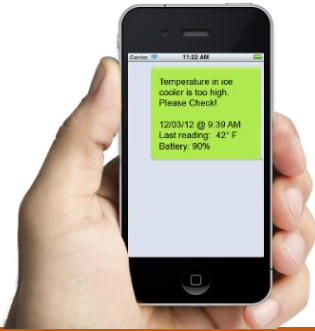 Carrier 11:22 AM
Temperature in ice
cooler is too high.
Please Check!
12/03/12 @ 9:39 AM
Last reading: 42° F
Battery: 90%